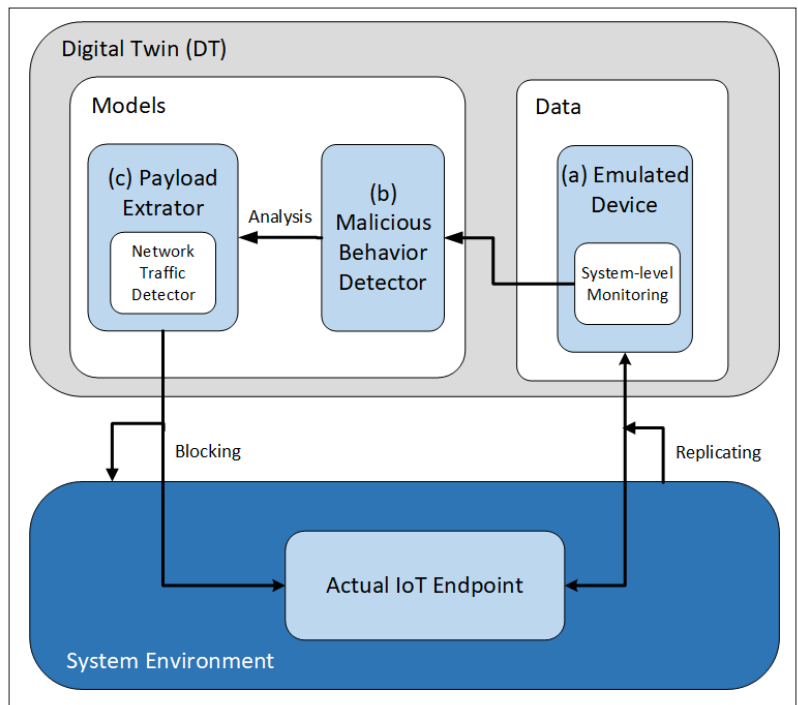 Digital Twin (DT)
Models
(c) Payload
Extrator
Network
Traffic
Detector
Analysis
(b)
Malicious
Behavior
Detector
Data
(a) Emulated
Device
System-level
Monitoring
Blocking
Replicating
Actual IoT Endpoint
System Environment